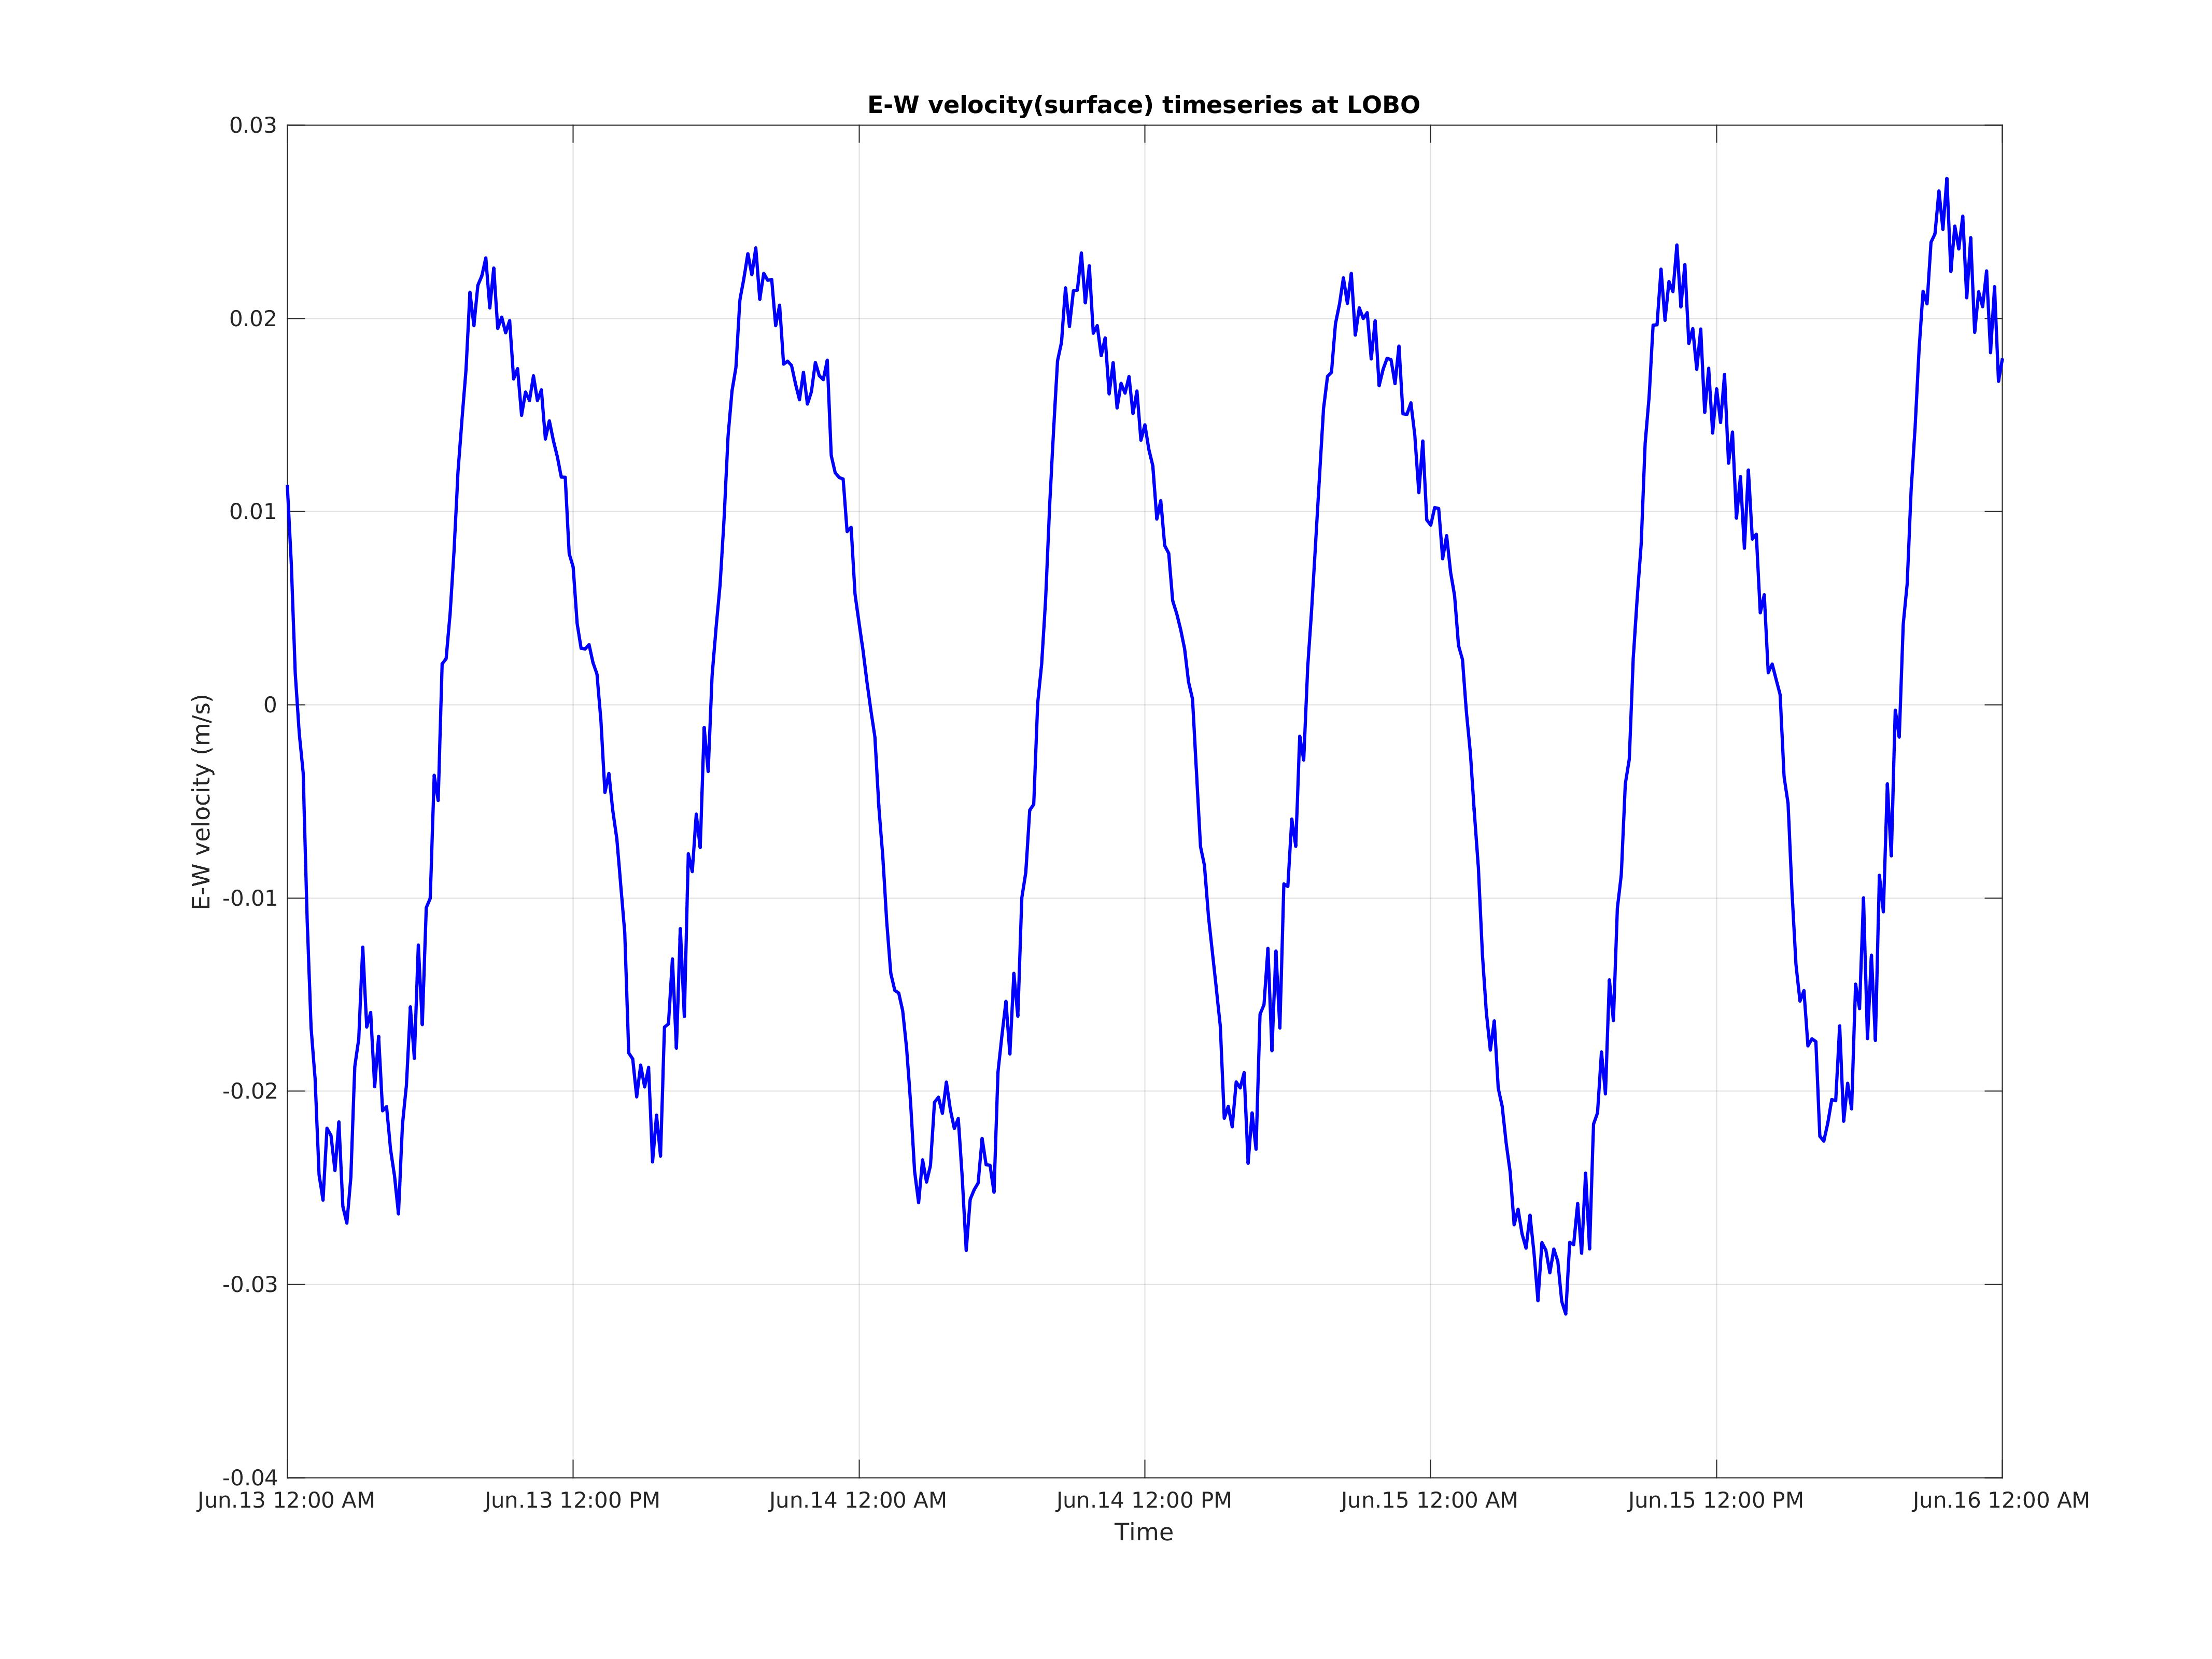 E-W velocity(surface) timeseries at LOBO
0.03
0.02
0.01
0
-0.01
-0.02
-0.03
-0.04
E-W velocity (m/s)
Jun.13 12:00 AM Jun.13 12:00 PM Jun.14 12:00 AM Jun.14 12:00 PM Jun.15 12:00 AM Jun.15 12:00 PM Jun.16 12:00 AM
Time